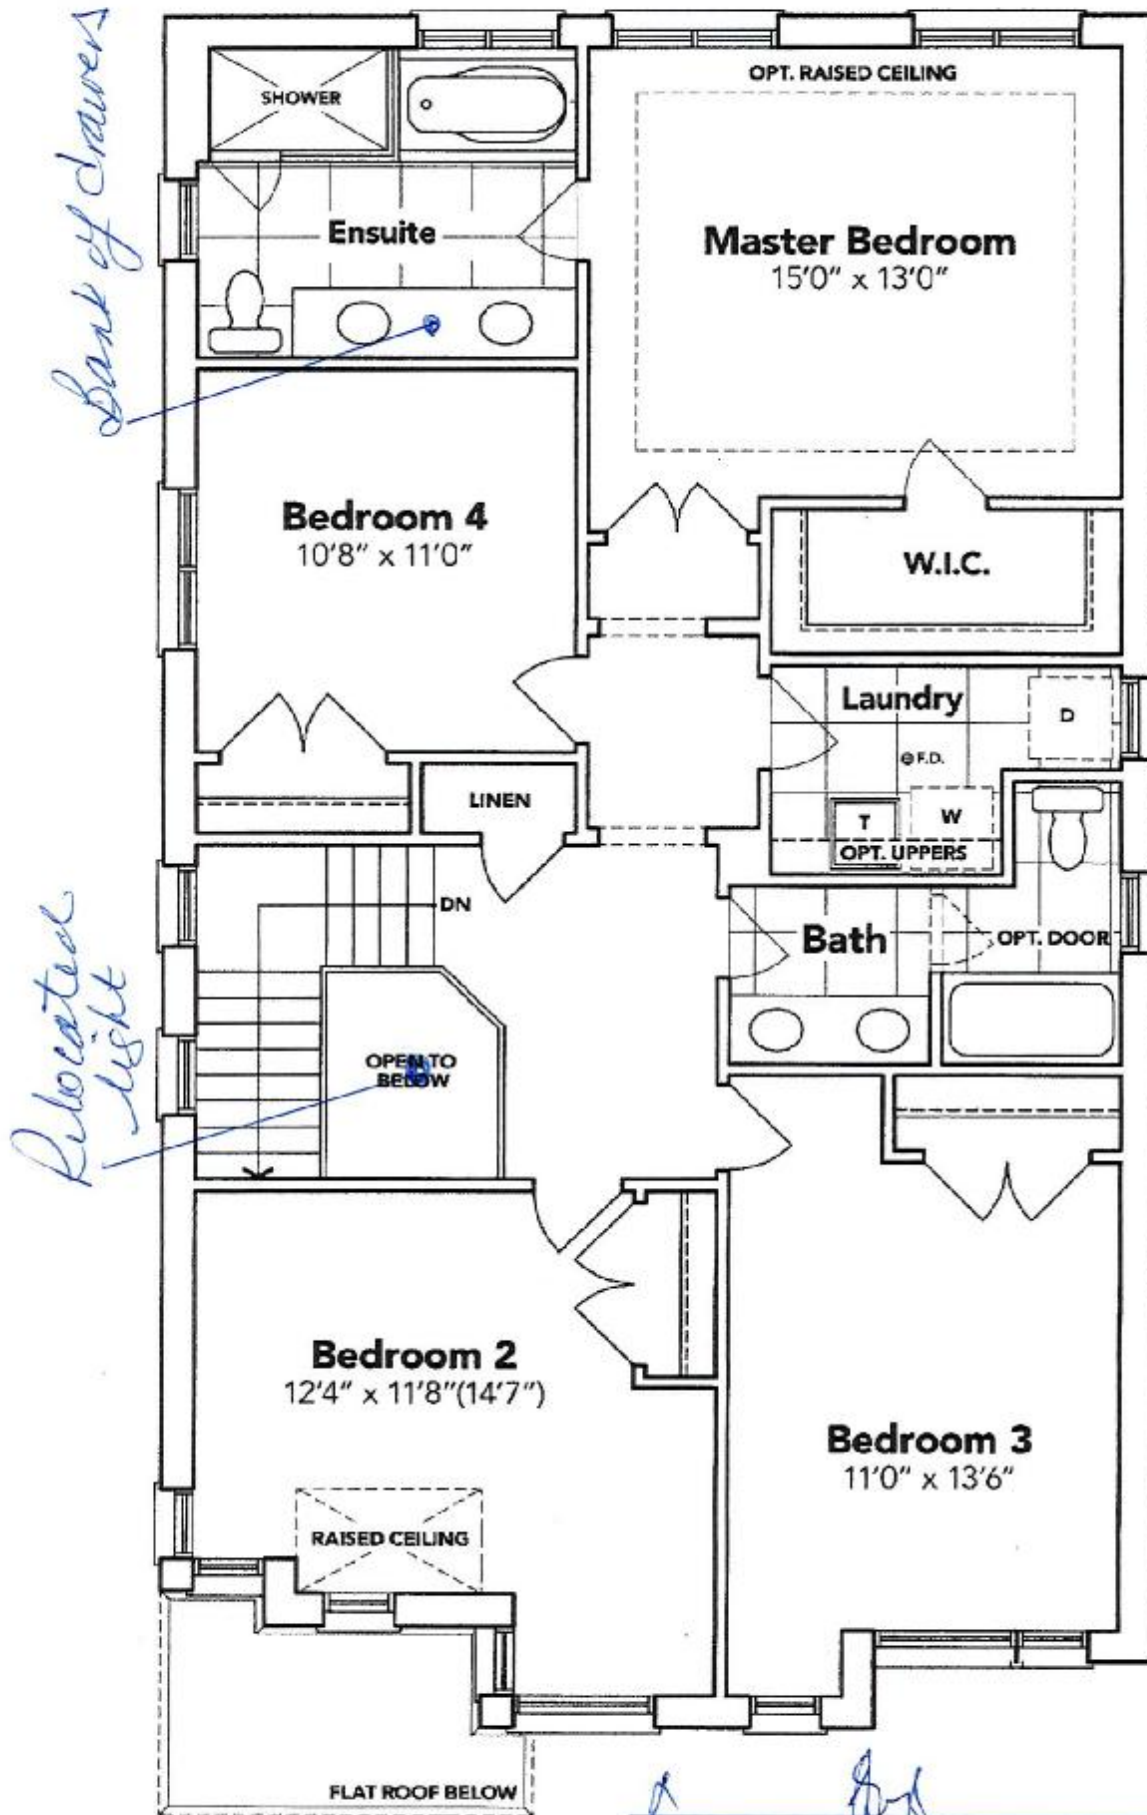 Bank of drawers
SHOWER
OPT. RAISED CEILING
Ensuite
Master Bedroom
15'0" x 13'0"
Bedroom 4
10'8" x 11'0"
W.I.C.
Laundry
D
@ F.D.
LINEN
T
W
OPT. UPPERS
DN
Bath
OPT. DOOR
Relocated
light
OPEN TO
BELOW
Bedroom 2
12'4" x 11'8"(14'7")
Bedroom 3
11'0" x 13'6"
RAISED CEILING
FLAT ROOF BELOW